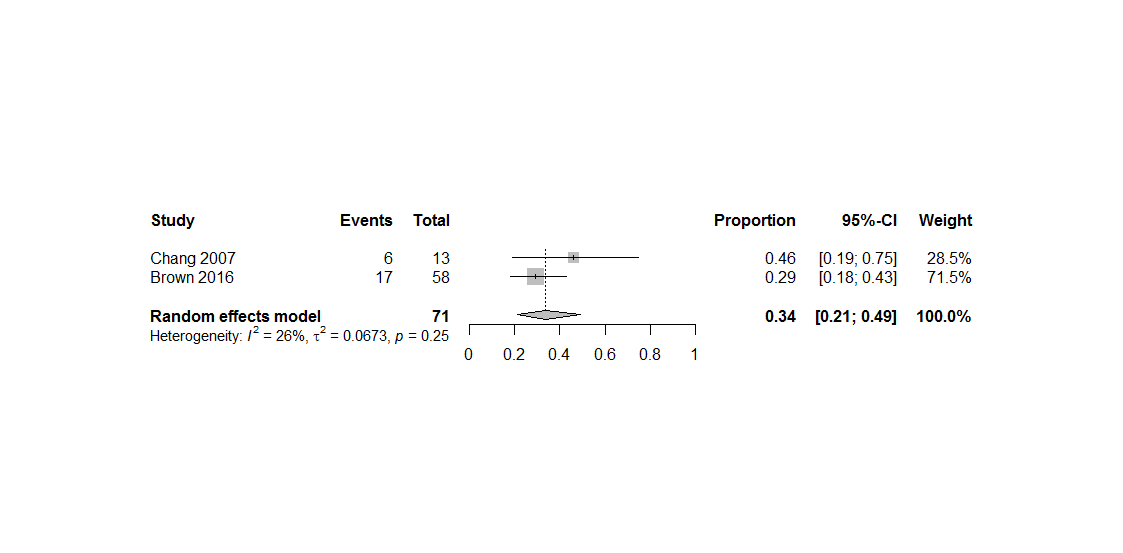 Study Events Total Proportion 95%-CI Weight
Chang 2007 6 13 0.46 [0.19; 0.75] 28.5%
Brown 2016 17 58 0.29 [0.18; 0.43] 71.5%
Random effects model 71 0.34 [0.21; 0.49] 100.0%
Heterogeneity: I² = 26%, τ² = 0.0673, p = 0.25
0 0.2 0.4 0.6 0.8 1